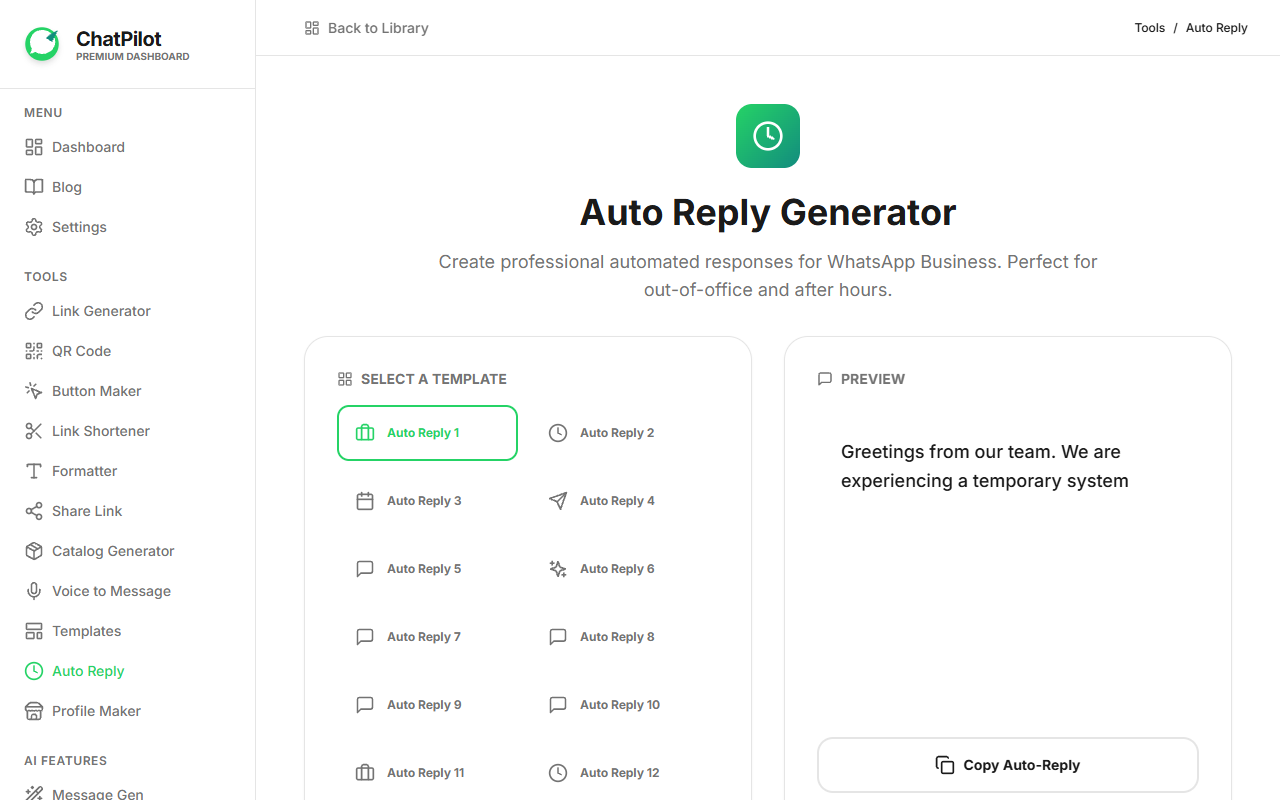 ChatPilot
PREMIUM DASHBOARD
MENU
Dashboard
Blog
Settings
TOOLS
Link Generator
QR Code
Button Maker
Link Shortener
Formatter
Share Link
Catalog Generator
Voice to Message
Templates
Auto Reply
Profile Maker
AI FEATURES
Message Gen
Back to Library
Tools / Auto Reply
Auto Reply Generator
Create professional automated responses for WhatsApp Business. Perfect for
out-of-office and after hours.
SELECT A TEMPLATE
Auto Reply 1
Auto Reply 2
Auto Reply 3
Auto Reply 4
Auto Reply 5
Auto Reply 6
Auto Reply 7
Auto Reply 8
Auto Reply 9
Auto Reply 10
Auto Reply 11
Auto Reply 12
PREVIEW
Greetings from our team. We are
experiencing a temporary system
Copy Auto-Reply